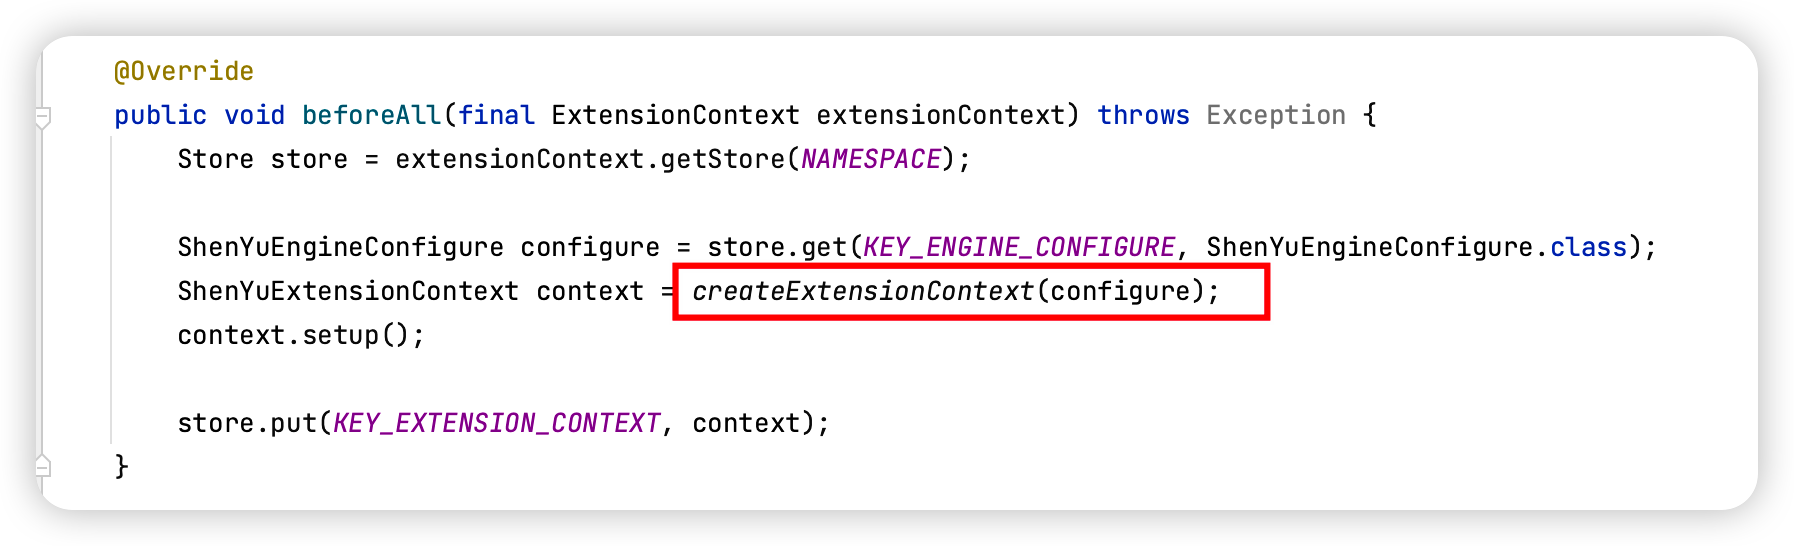 @Override
public void beforeAll(final ExtensionContext extensionContext) throws Exception {
Store store = extensionContext.getStore(NAMESPACE);
ShenYuEngineConfigure configure = store.get(KEY_ENGINE_CONFIGURE, ShenYuEngineConfigure.class);
ShenYuExtensionContext context = createExtensionContext(configure);
context.setup();
store.put(KEY_EXTENSION_CONTEXT, context);
}